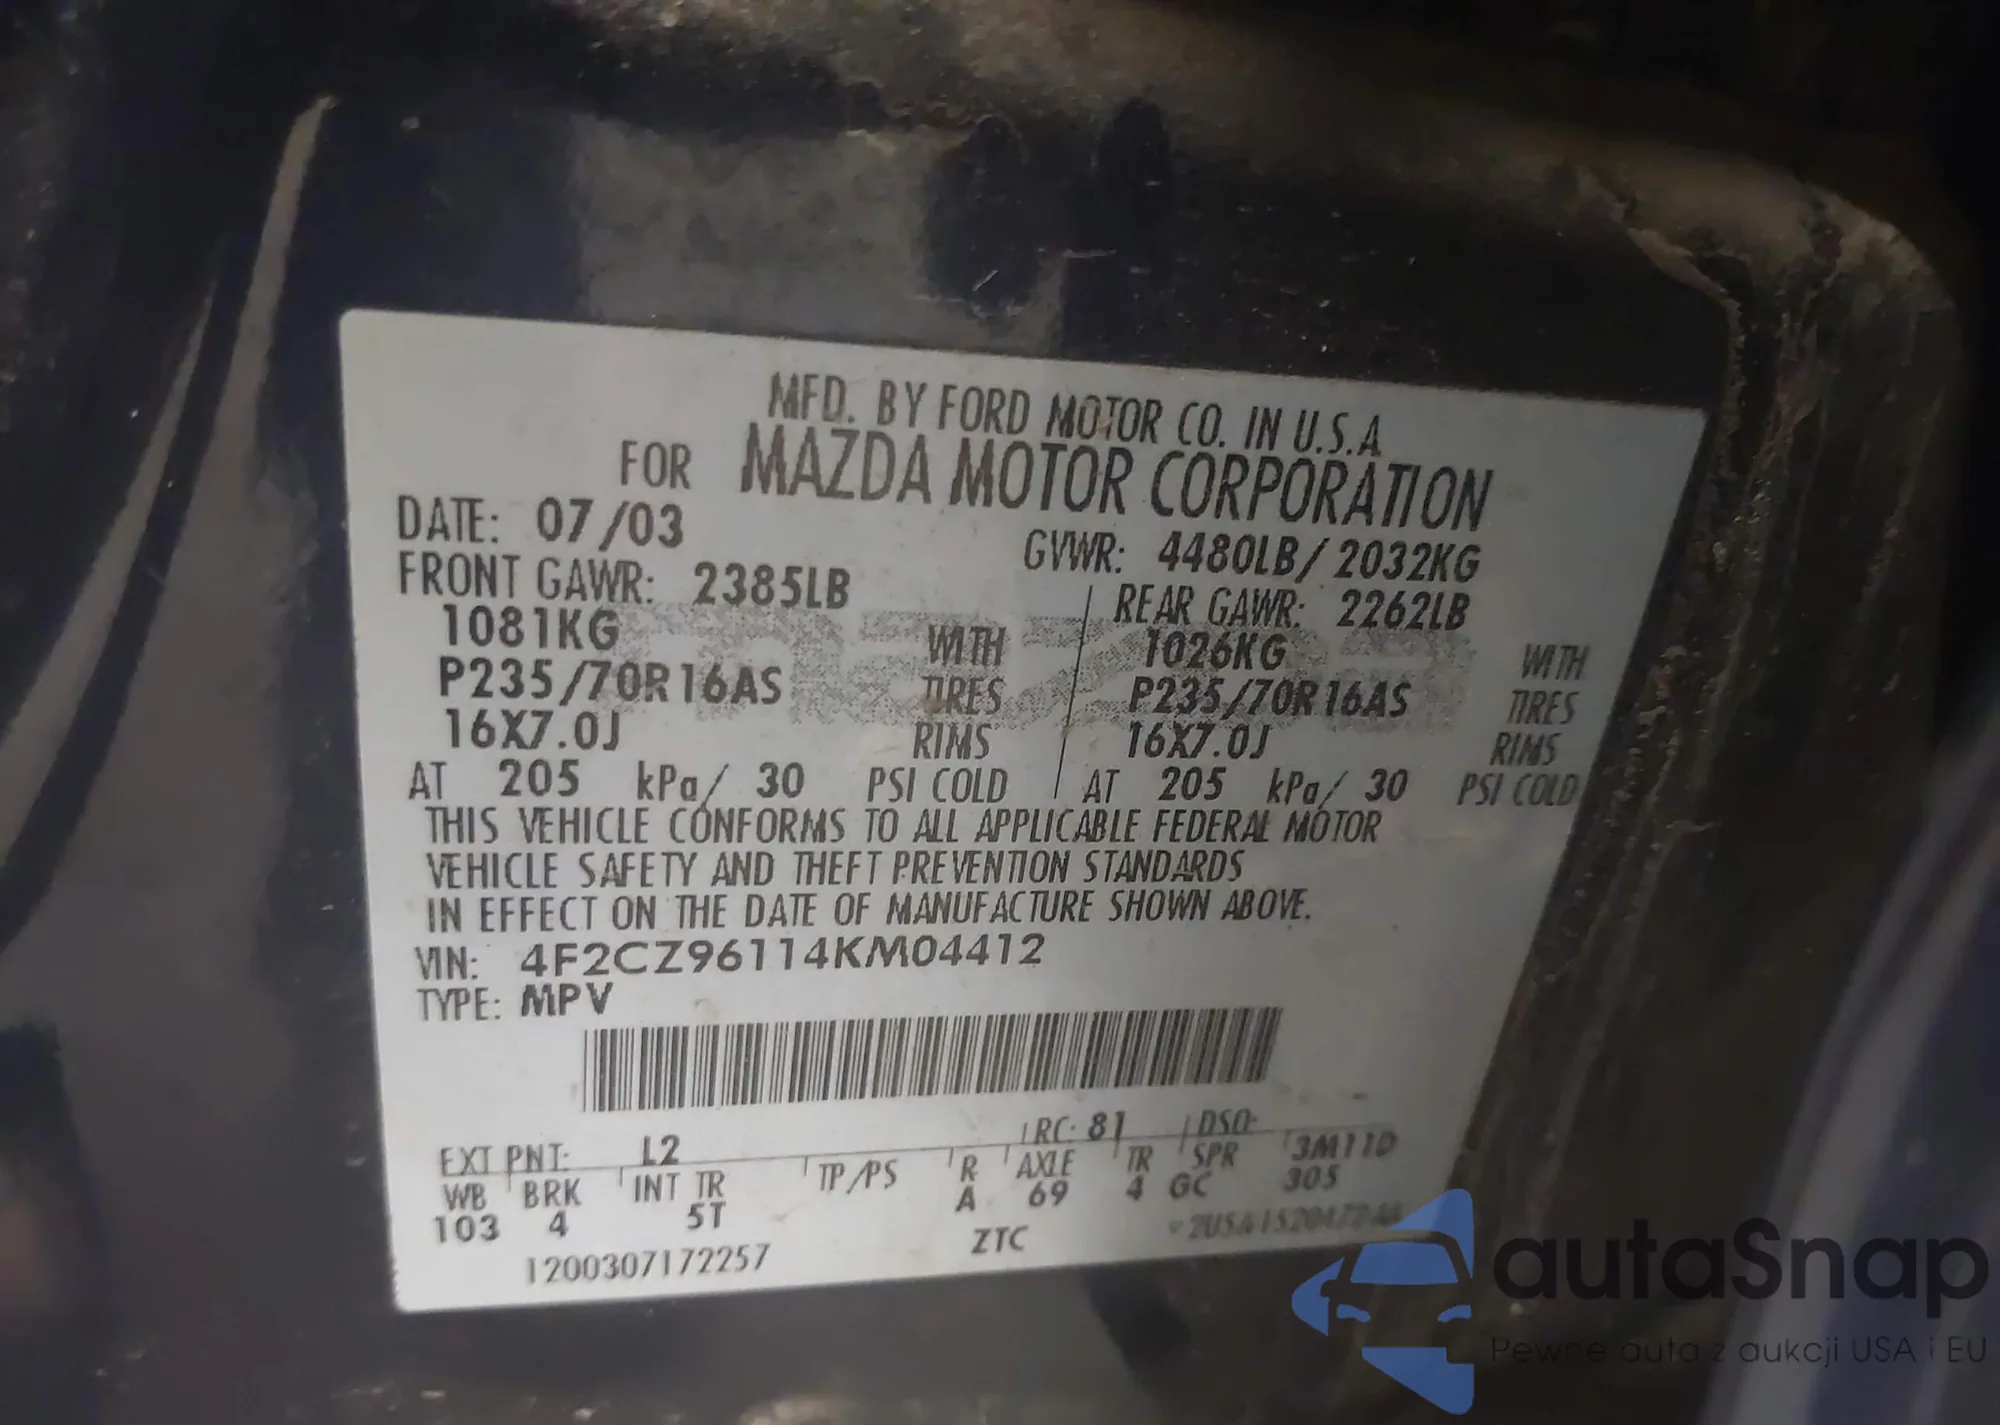 MFD. BY FORD MOTOR CO. IN U.S.A
FOR MAZDA MOTOR CORPORATION
DATE: 07/03 GVWR: 4480LB/2032KG
FRONT GAWR: 2385LB REAR GAWR: 2262LB
1081KG WITH 1026KG WITH
P235/70R16AS TIRES P235/70R16AS TIRES
16X7.0J RIMS 16X7.0J RIMS
AT 205 kPa/ 30 PSI COLD AT 205 kPa/ 30 PSI COLD
THIS VEHICLE CONFORMS TO ALL APPLICABLE FEDERAL MOTOR
VEHICLE SAFETY AND THEFT PREVENTION STANDARDS
IN EFFECT ON THE DATE OF MANUFACTURE SHOWN ABOVE.
VIN: 4F2CZ96114KM04412
TYPE: MPV
EXT PNT: L2 RC: 81 DSO:
WB BRK INT TR TP/PS R AXLE TR SPR 3M11D
103 4 5T A 69 4 GC 305
1200307172257 ZTC
autaSnap
Pewne auta z aukcji USA i EU